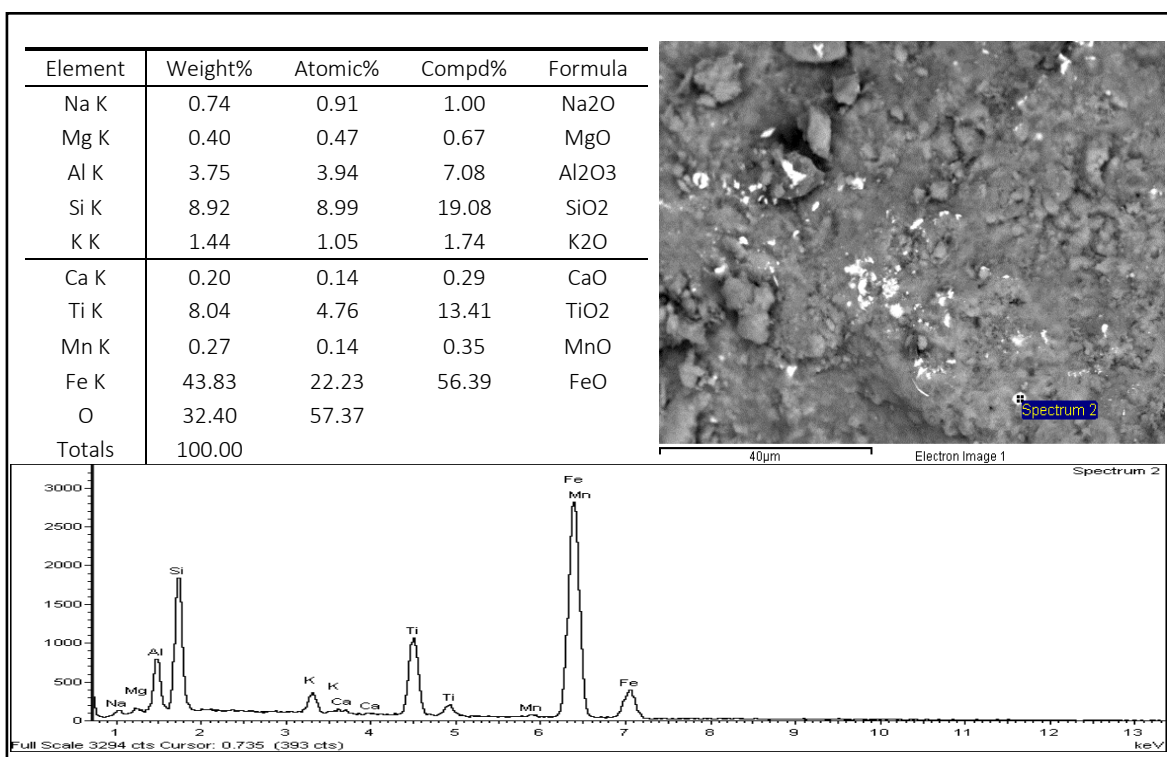 Element Weight% Atomic% Compd% Formula
Na K 0.74 0.91 1.00 Na2O
Mg K 0.40 0.47 0.67 MgO
Al K 3.75 3.94 7.08 Al2O3
Si K 8.92 8.99 19.08 SiO2
K K 1.44 1.05 1.74 K2O
Ca K 0.20 0.14 0.29 CaO
Ti K 8.04 4.76 13.41 TiO2
Mn K 0.27 0.14 0.35 MnO
Fe K 43.83 22.23 56.39 FeO
O 32.40 57.37
Totals 100.00
Spectrum 2
40µm Electron Image 1
Spectrum 2
3000
2500
2000
1500
1000
500
0
Na
Mg
Al
Si
K
K
Ca
Ca
Ti
Ti
Mn
Fe
Mn
Fe
1 2 3 4 5 6 7 8 9 10 11 12 13
Full Scale 3294 cts Cursor: 0.735 (393 cts) keV